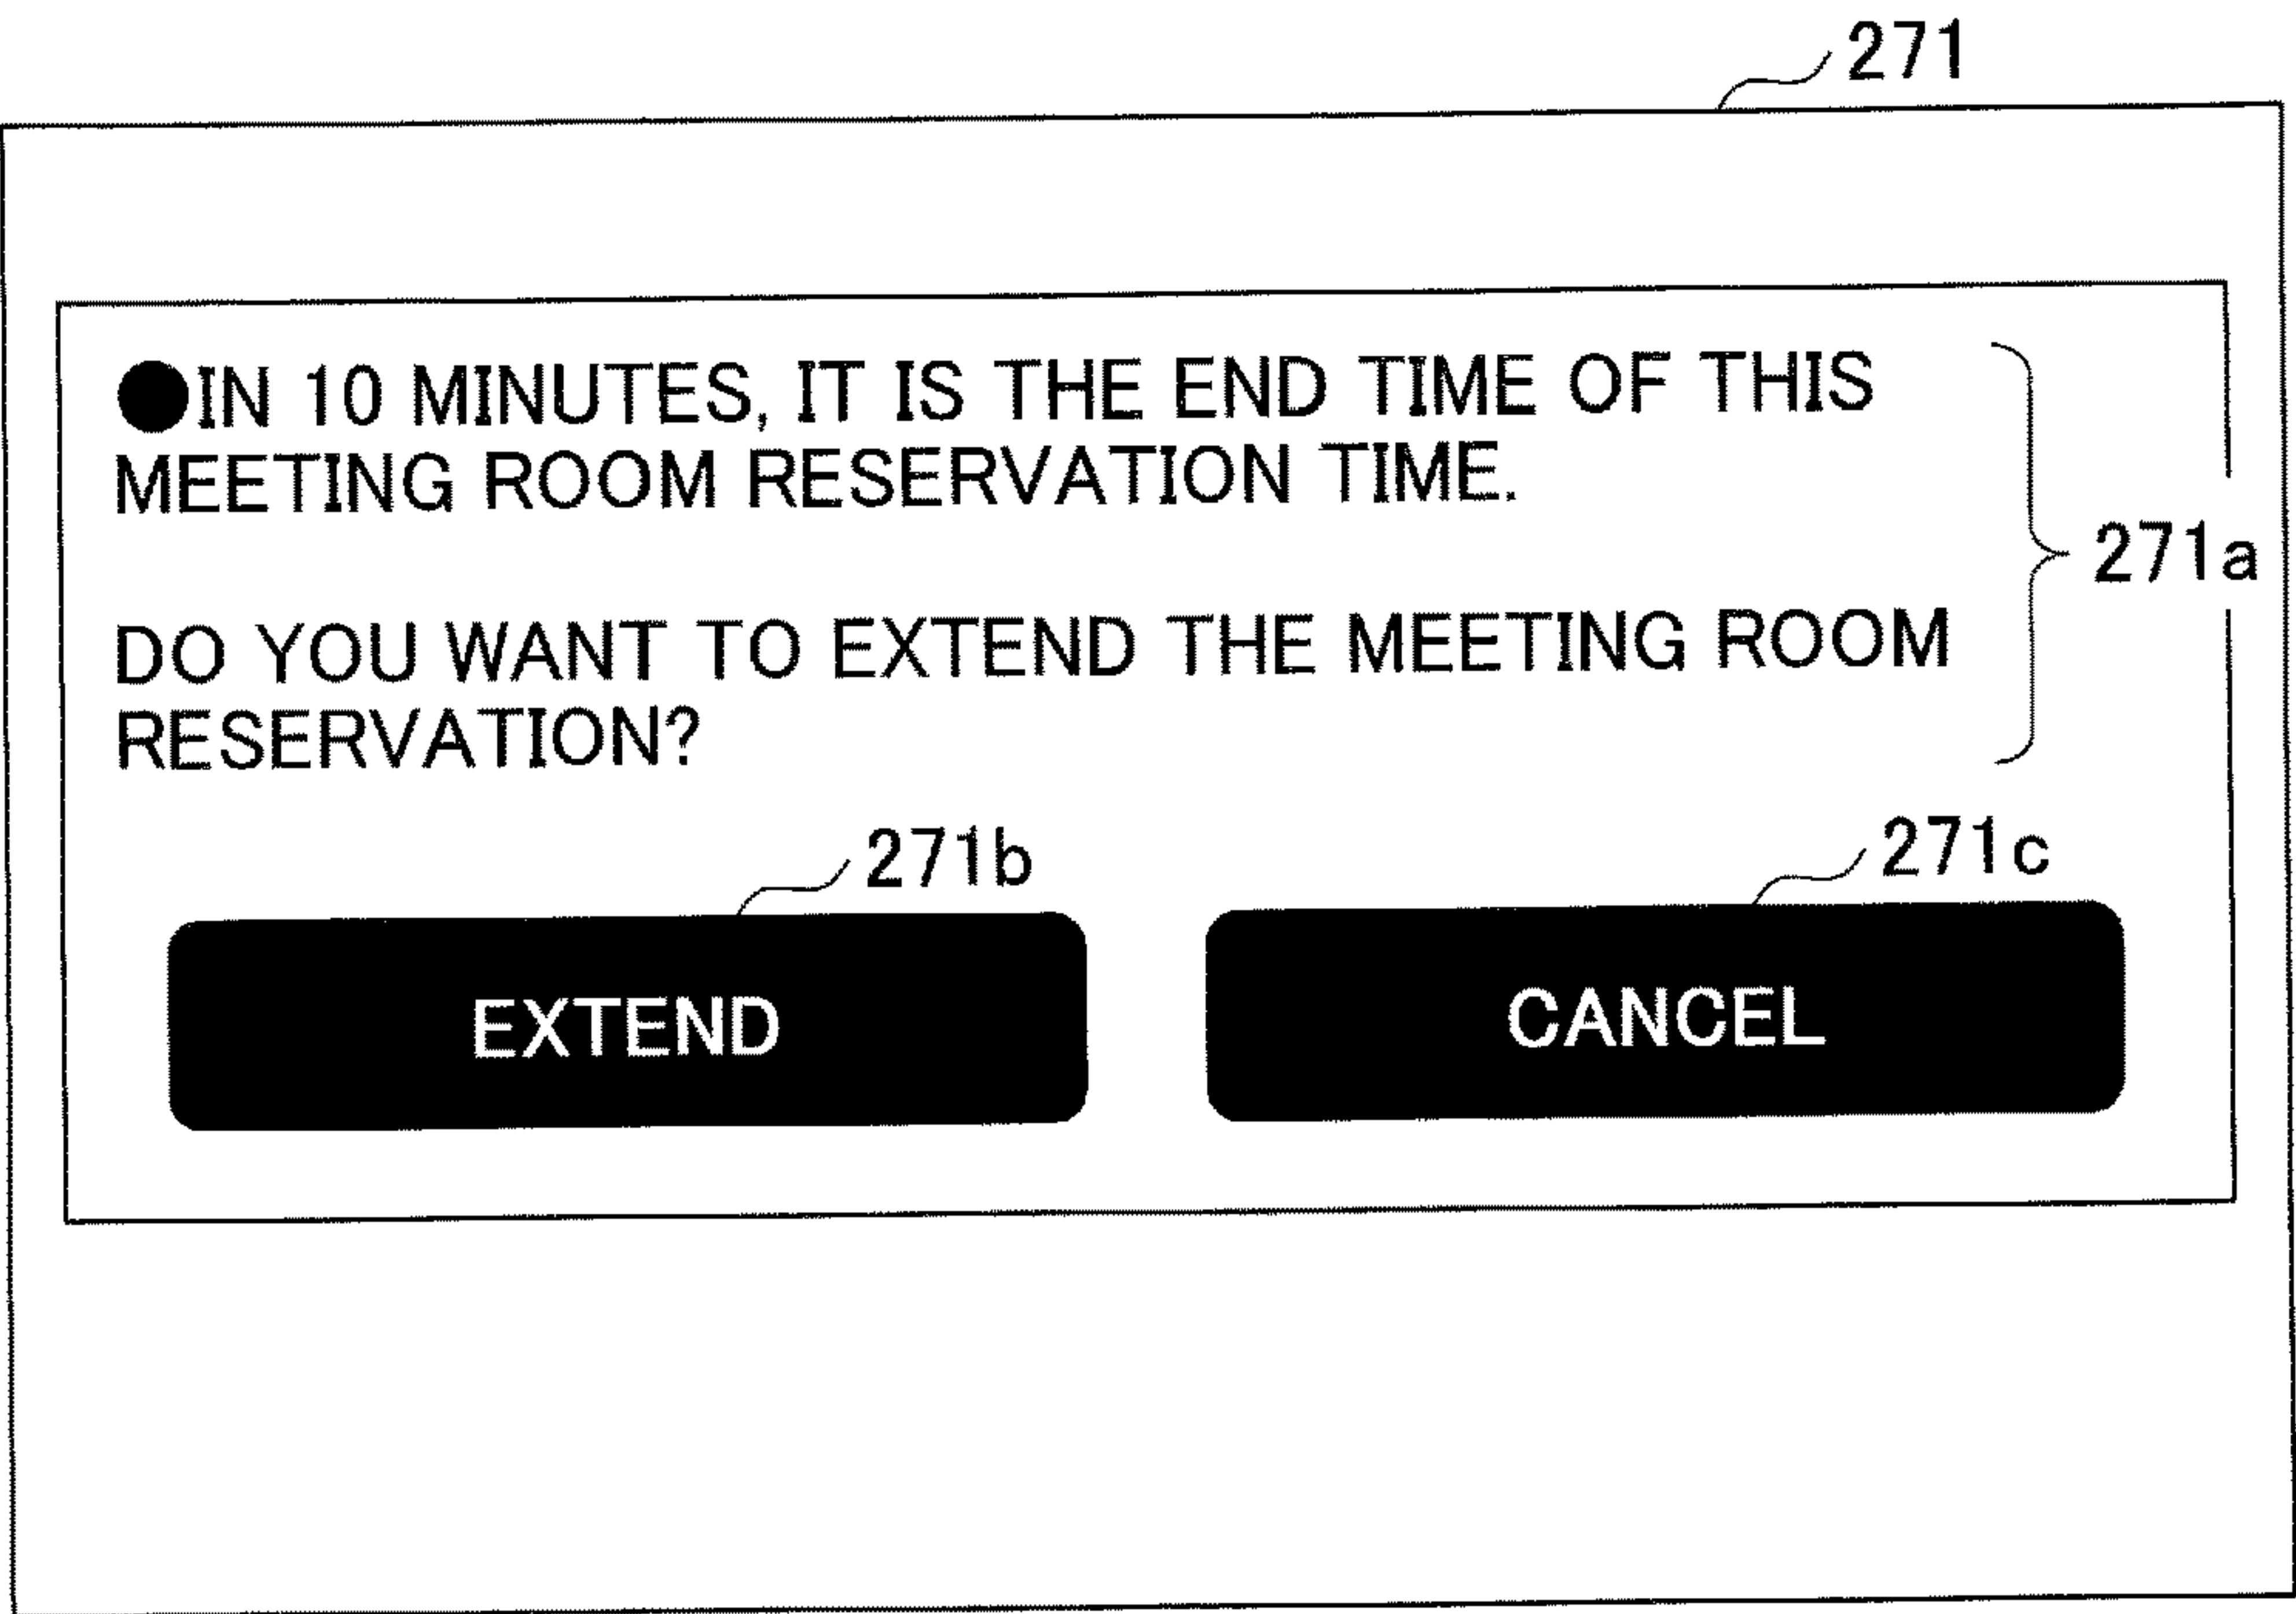 271
●IN 10 MINUTES, IT IS THE END TIME OF THIS
MEETING ROOM RESERVATION TIME.
271a
DO YOU WANT TO EXTEND THE MEETING ROOM
RESERVATION?
271b
271c
EXTEND
CANCEL